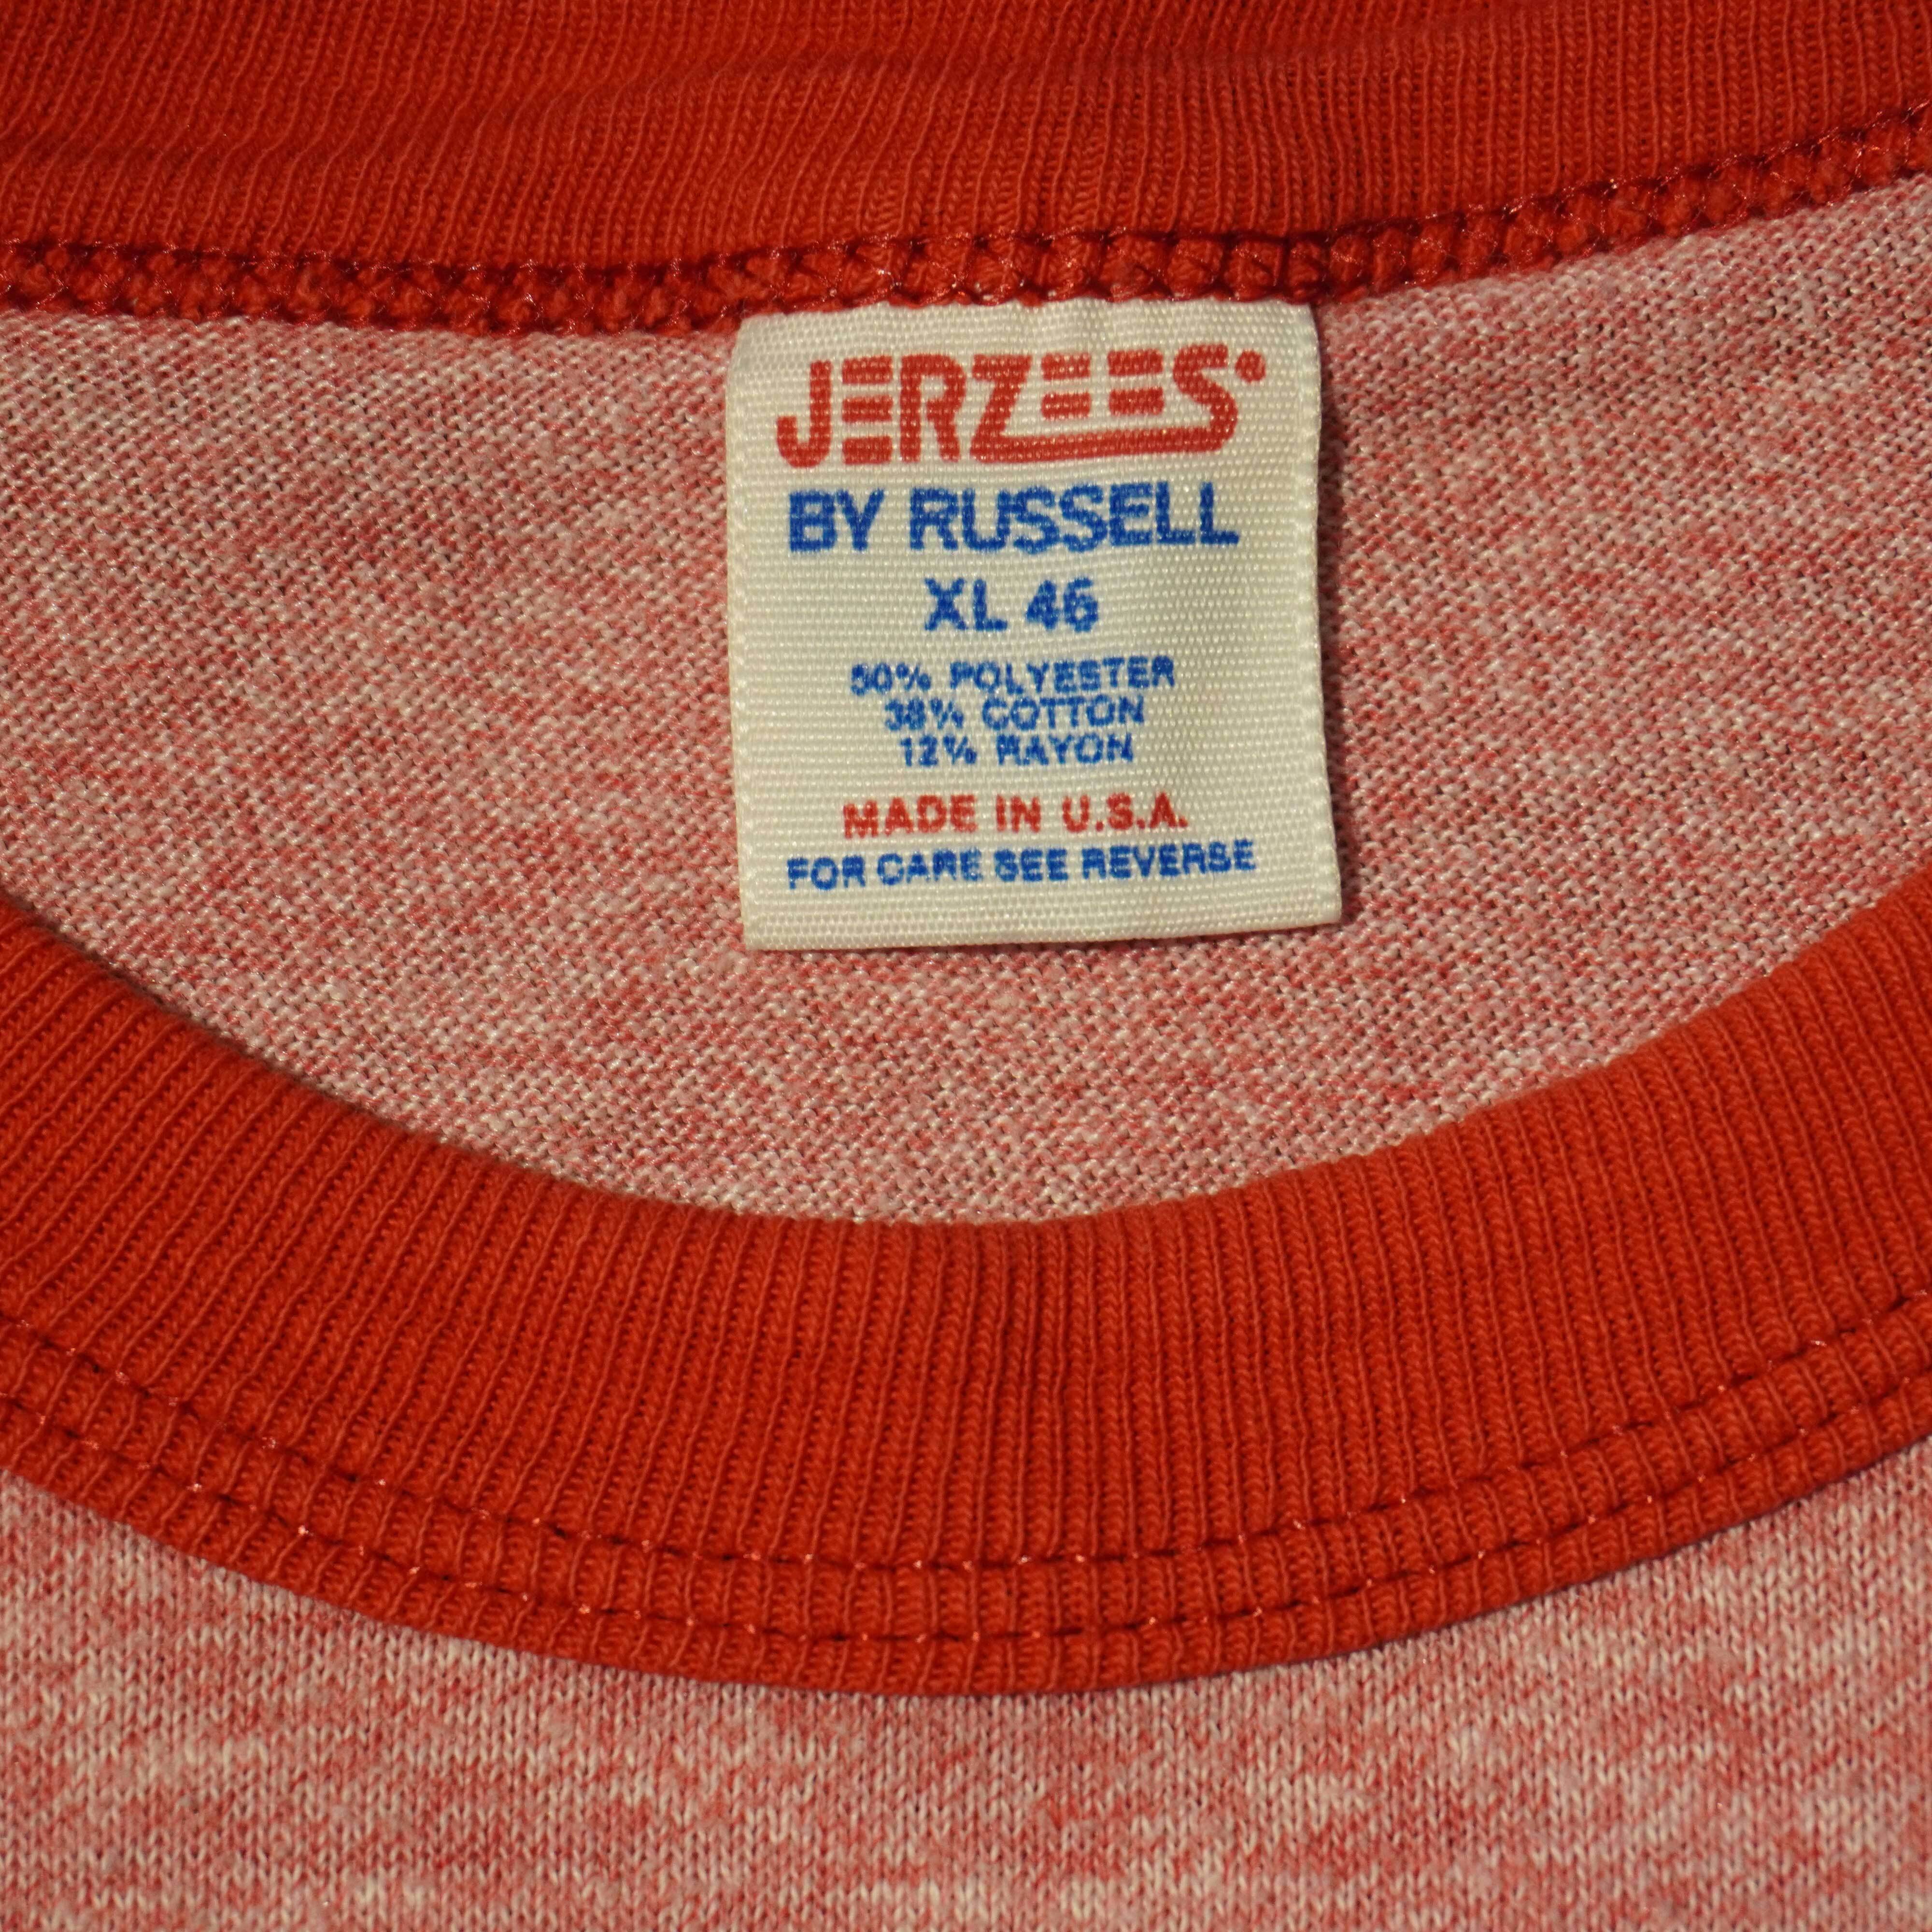 JERZEES
BY RUSSELL
XL 46
50% POLYESTER
38% COTTON
12% RAYON
MADE IN U.S.A.
FOR CARE SEE REVERSE